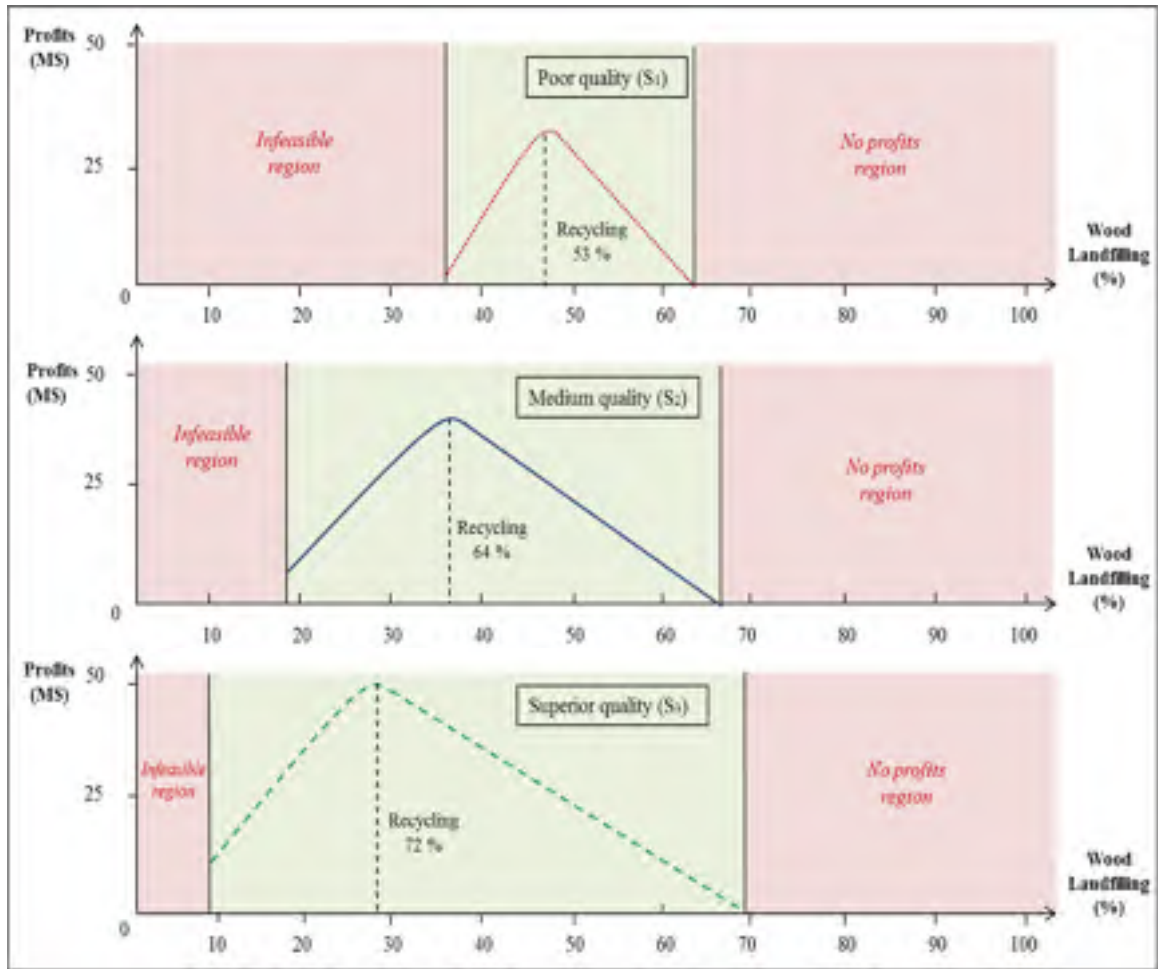 Profits
(M$)
50
25
0
Poor quality (S1)
Infeasible
region
No profits
region
Recycling
53 %
Wood
Landfilling
(%)
10 20 30 40 50 60 70 80 90 100
Profits
(M$)
50
25
0
Medium quality (S2)
Infeasible
region
No profits
region
Recycling
64 %
Wood
Landfilling
(%)
10 20 30 40 50 60 70 80 90 100
Profits
(M$)
50
25
0
Superior quality (S3)
Infeasible
region
No profits
region
Recycling
72 %
Wood
Landfilling
(%)
10 20 30 40 50 60 70 80 90 100